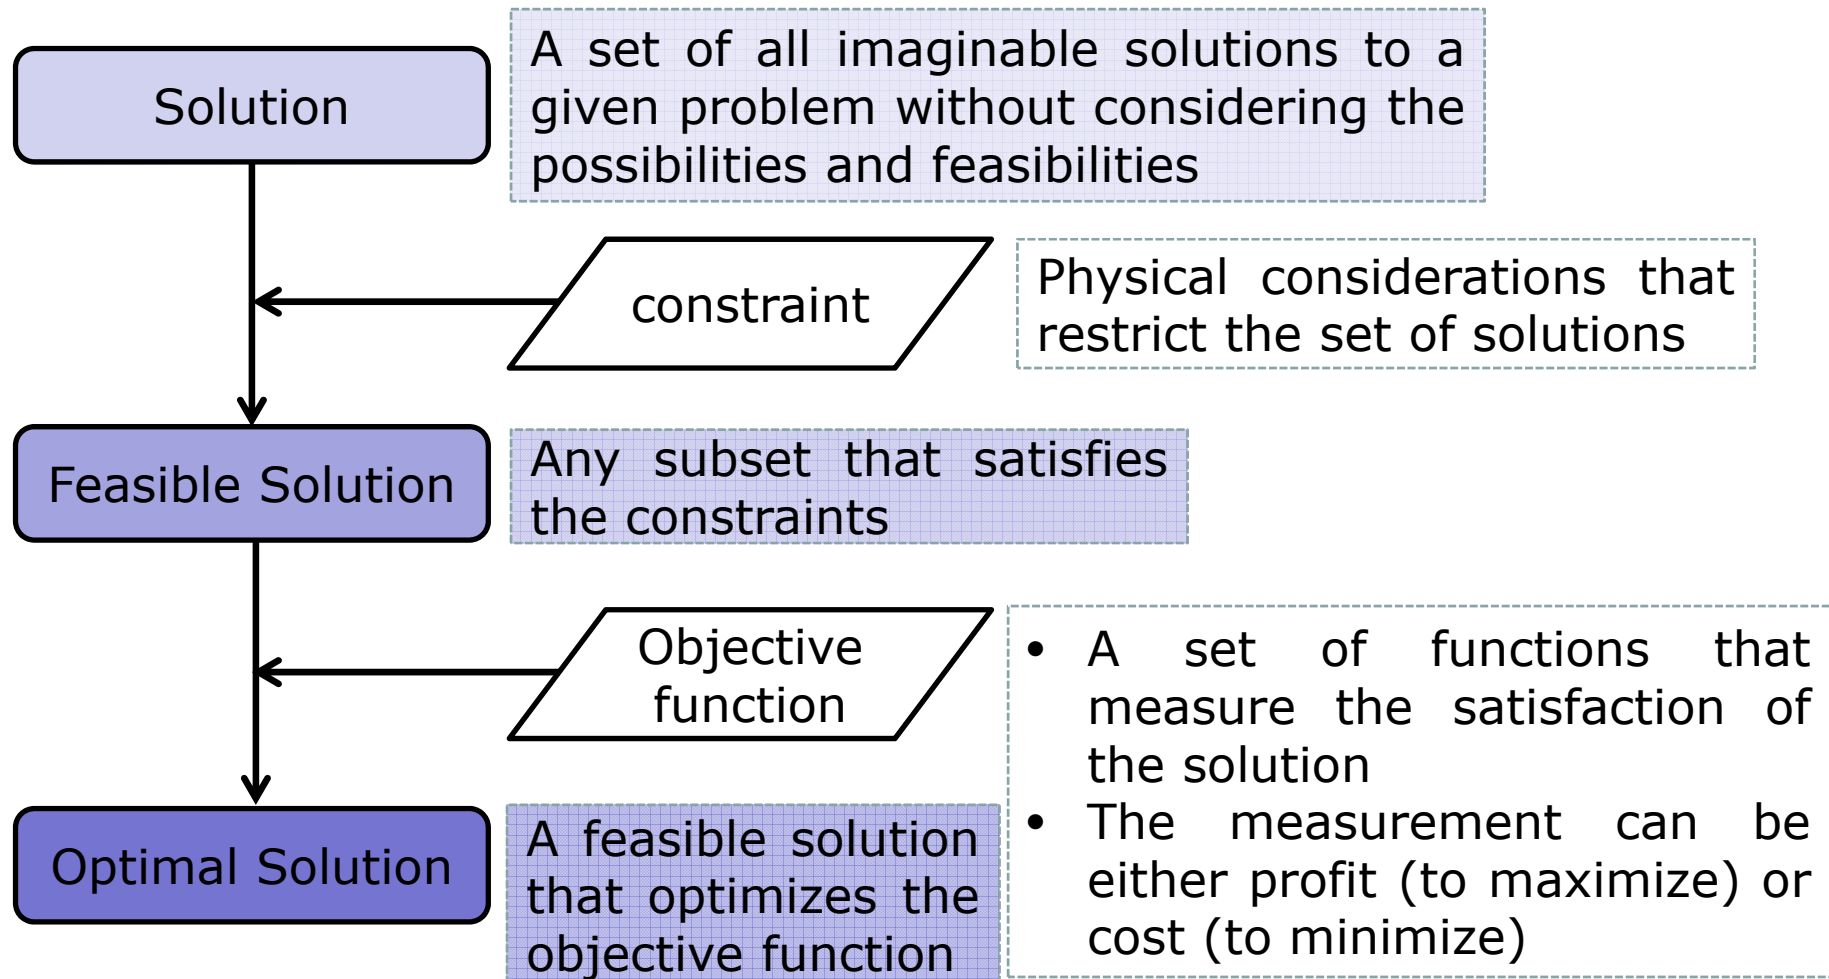 Solution
A set of all imaginable solutions to a
given problem without considering the
possibilities and feasibilities
constraint
Physical considerations that
restrict the set of solutions
Feasible Solution
Any subset that satisfies
the constraints
Objective
function
• A set of functions that
measure the satisfaction of
the solution
• The measurement can be
either profit (to maximize) or
cost (to minimize)
Optimal Solution
A feasible solution
that optimizes the
objective function